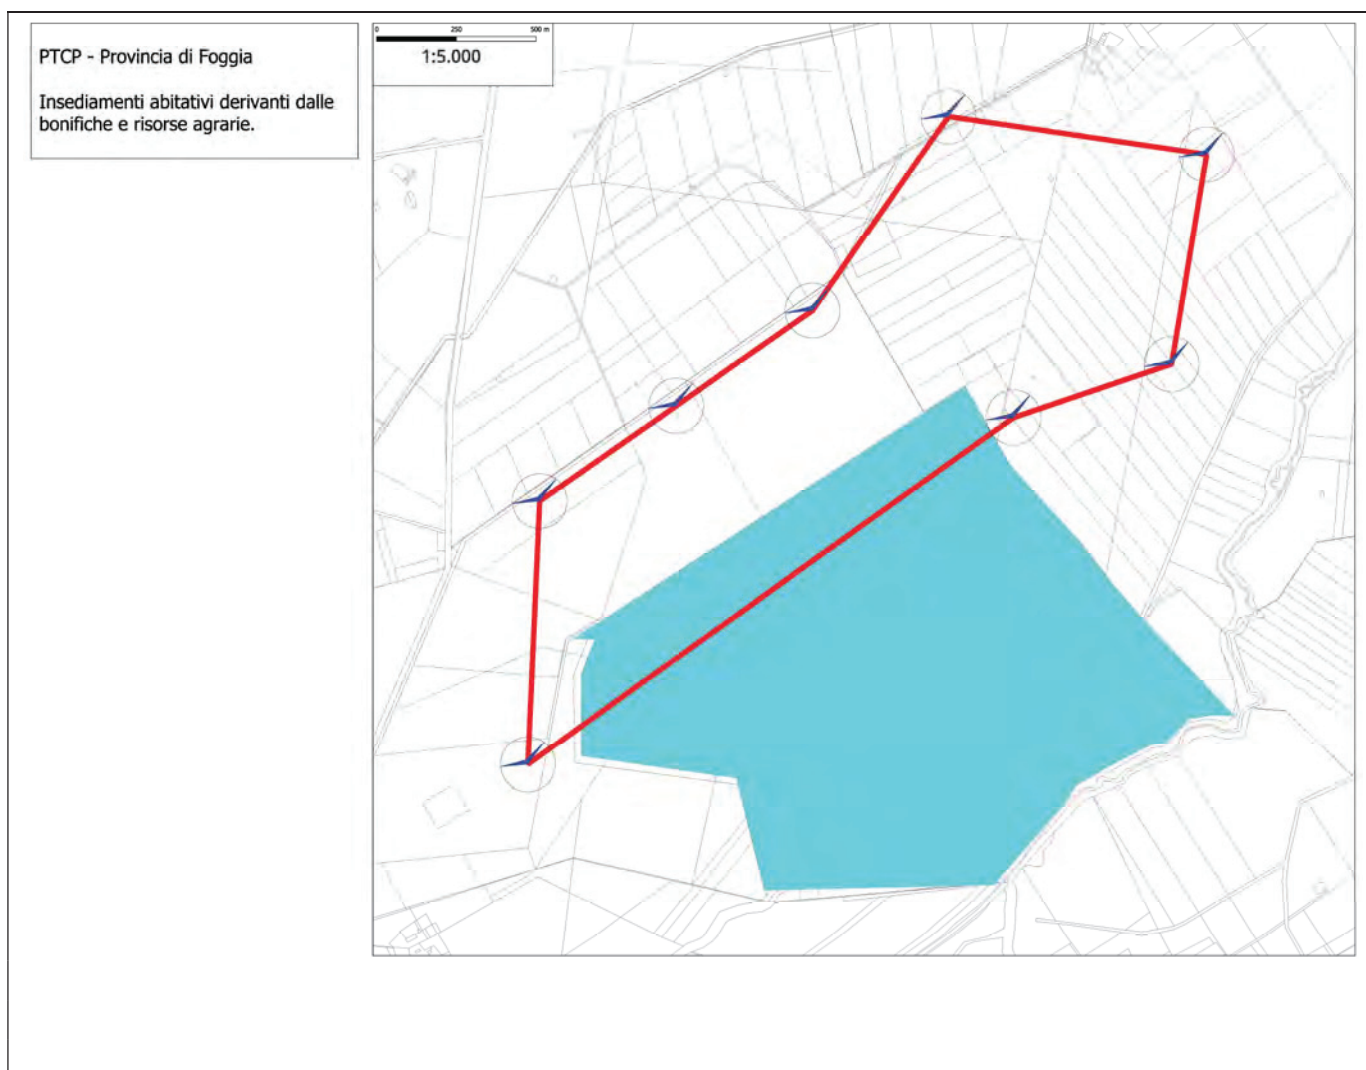 PTCP - Provincia di Foggia
Insediamenti abitativi derivanti dalle
bonifiche e risorse agrarie.
0 250 500 m
1:5.000